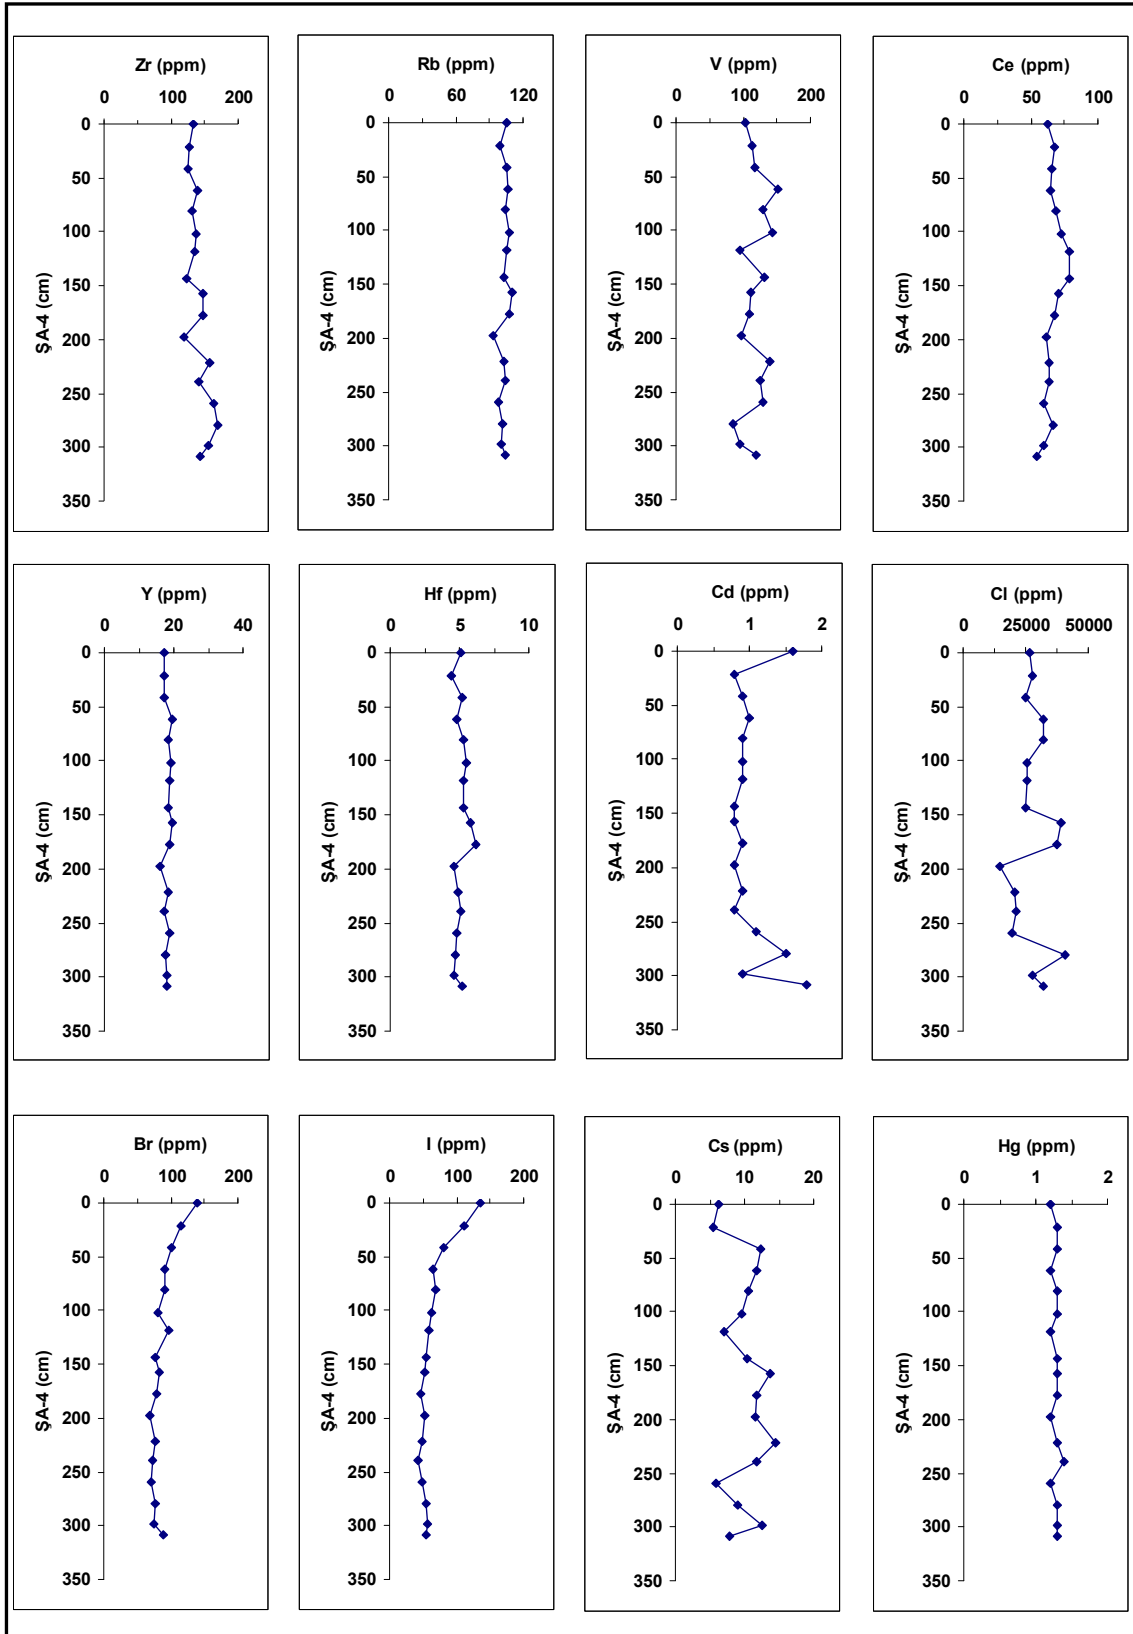 Zr (ppm)
0 100 200
0
50
100
150
200
250
300
350
ŞA-4 (cm)
Rb (ppm)
0 60 120
0
50
100
150
200
250
300
350
ŞA-4 (cm)
V (ppm)
0 100 200
0
50
100
150
200
250
300
350
ŞA-4 (cm)
Ce (ppm)
0 50 100
0
50
100
150
200
250
300
350
ŞA-4 (cm)
Y (ppm)
0 20 40
0
50
100
150
200
250
300
350
ŞA-4 (cm)
Hf (ppm)
0 5 10
0
50
100
150
200
250
300
350
ŞA-4 (cm)
Cd (ppm)
0 1 2
0
50
100
150
200
250
300
350
ŞA-4 (cm)
Cl (ppm)
0 25000 50000
0
50
100
150
200
250
300
350
ŞA-4 (cm)
Br (ppm)
0 100 200
0
50
100
150
200
250
300
350
ŞA-4 (cm)
I (ppm)
0 100 200
0
50
100
150
200
250
300
350
ŞA-4 (cm)
Cs (ppm)
0 10 20
0
50
100
150
200
250
300
350
ŞA-4 (cm)
Hg (ppm)
0 1 2
0
50
100
150
200
250
300
350
ŞA-4 (cm)